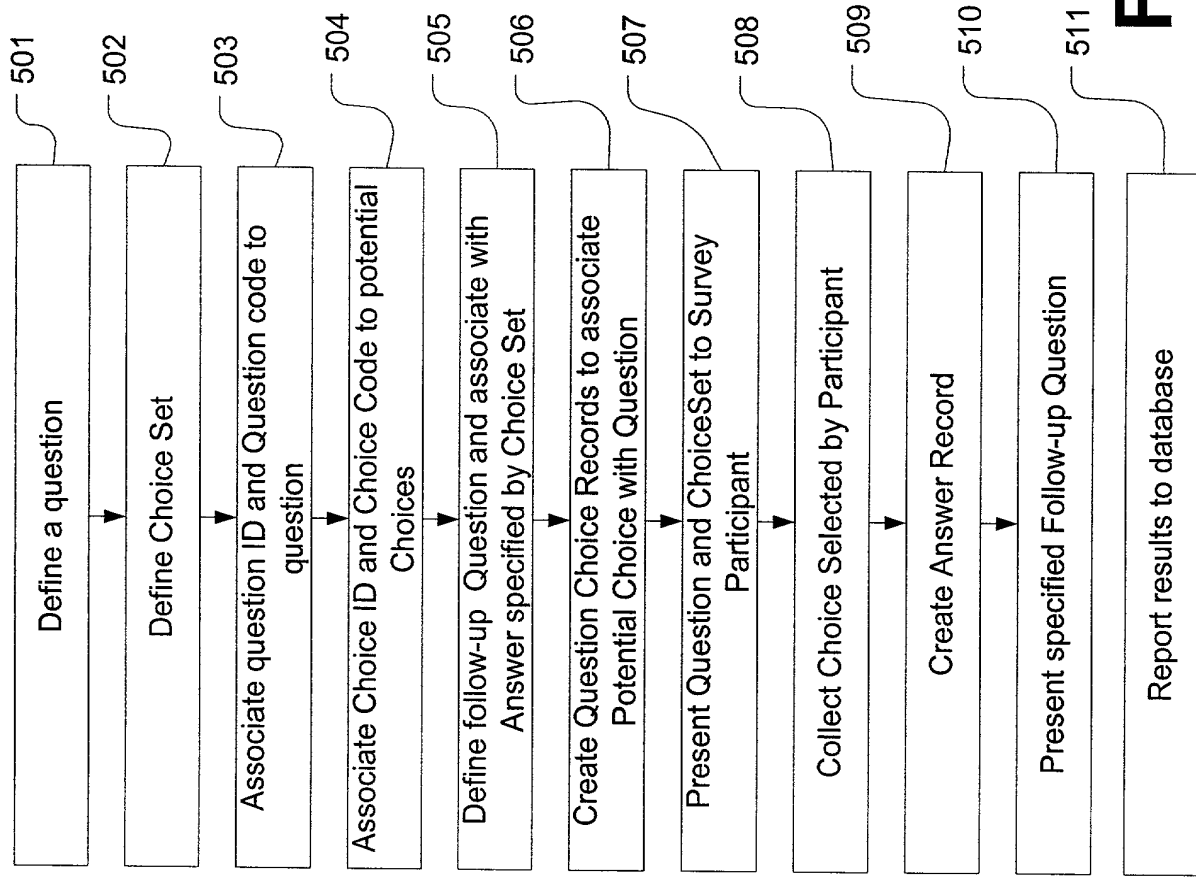 501
Define a question
502
Define Choice Set
503
Associate question ID and Question code to
question
504
Associate Choice ID and Choice Code to potential
Choices
505
Define follow-up Question and associate with
Answer specified by Choice Set
506
Create Question Choice Records to associate
Potential Choice with Question
507
Present Question and ChoiceSet to Survey
Participant
508
Collect Choice Selected by Participant
509
Create Answer Record
510
Present specified Follow-up Question
511
Report results to database
F